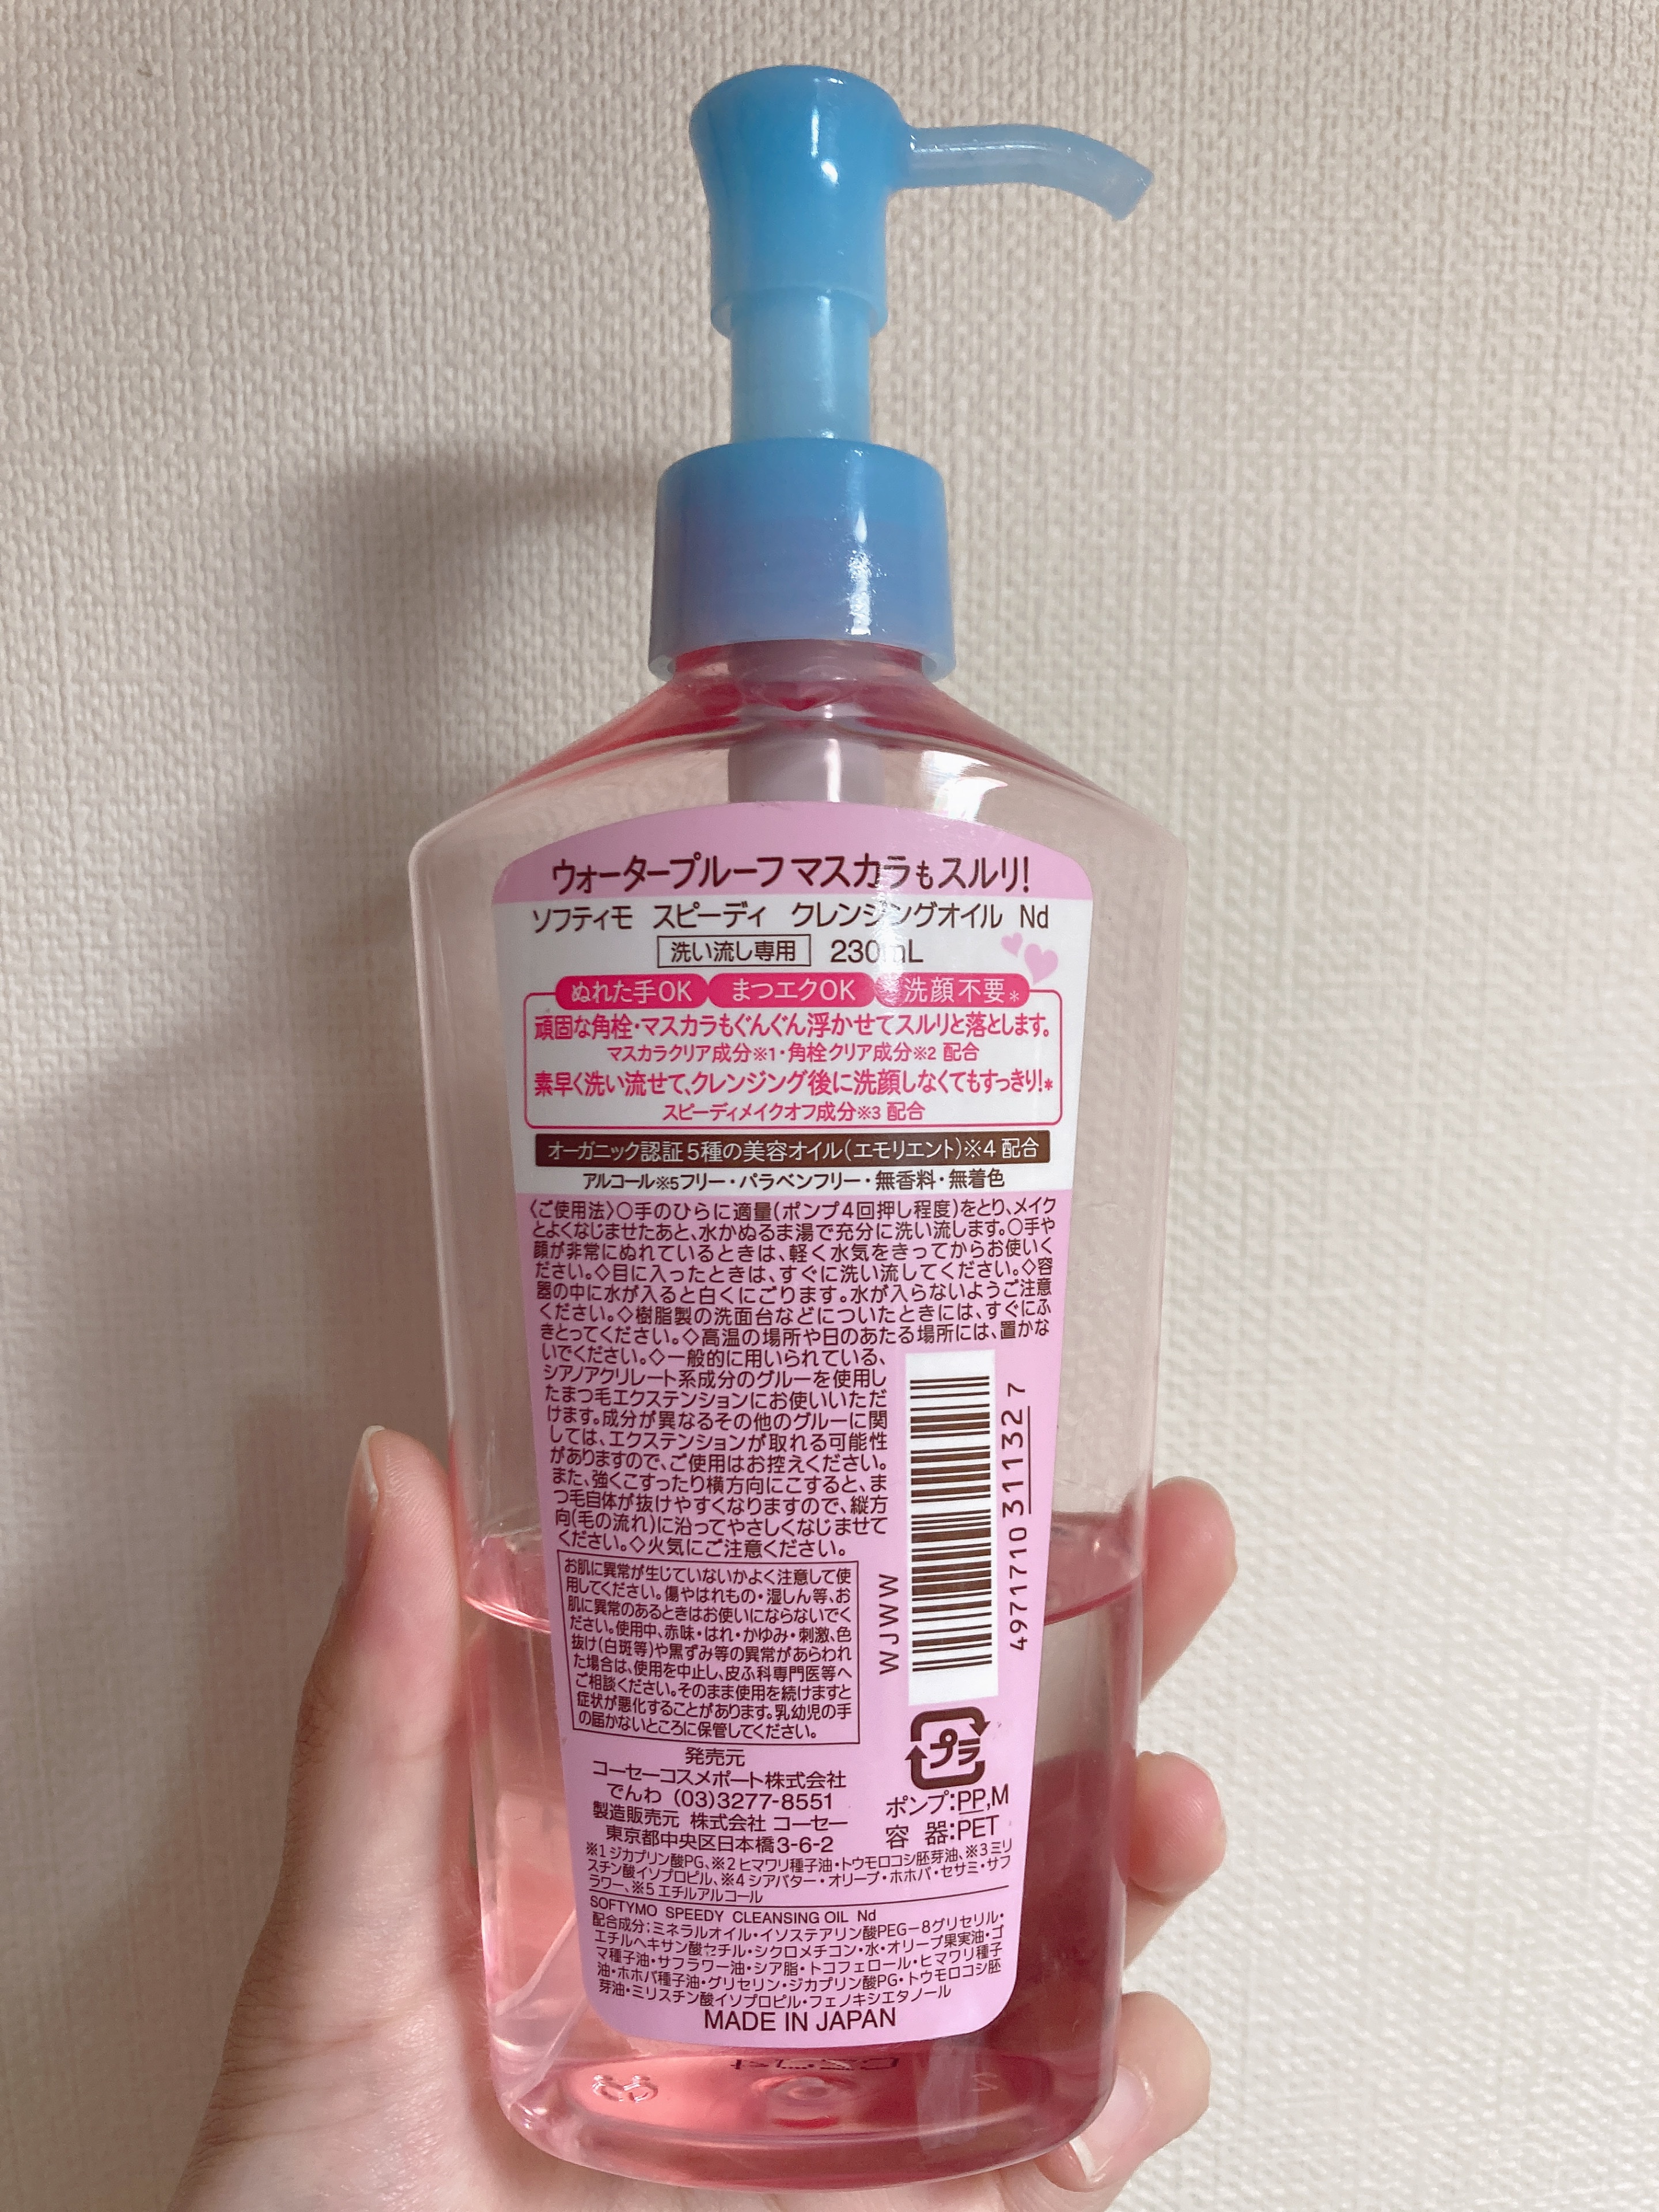 ウォータープルーフマスカラもスルリ!
ソフティモ スピーディ クレンジングオイル Nd
洗い流し専用 230mL
ぬれた手OK まつエクOK 洗顔不要*
頑固な角栓・マスカラもぐんぐん浮かせてスルリと落とします。
マスカラクリア成分※1・角栓クリア成分※2 配合
素早く洗い流せて、クレンジング後に洗顔しなくてもすっきり!*
スピーディメイクオフ成分※3 配合
オーガニック認証5種の美容オイル(エモリエント)※4 配合
アルコール※5フリー・パラベンフリー・無香料・無着色
〈ご使用法〉○手のひらに適量(ポンプ4回押し程度)をとり、メイク
とよくなじませたあと、水かぬるま湯で充分に洗い流します。○手や
顔が非常にぬれているときは、軽く水気をきってからお使いく
ださい。◇目に入ったときは、すぐに洗い流してください。◇容
器の中に水が入ると白くにごります。水が入らないようご注意
ください。◇樹脂製の洗面台などについたときには、すぐにふ
きとってください。◇高温の場所や日のあたる場所には、置かな
いでください。◇一般的に用いられている、
シアノアクリレート系成分のグルーを使用し
たまつ毛エクステンションにお使いいただ
けます。成分が異なるその他のグルーに関
しては、エクステンションが取れる可能性
がありますので、ご使用はお控えください。
また、強くこすったり横方向にこすると、ま
つ毛自体が抜けやすくなりますので、縦方
向(毛の流れ)に沿ってやさしくなじませて
ください。◇火気にご注意ください。
お肌に異常が生じていないかよく注意して使
用してください。傷やはれもの・湿しん等、お
肌に異常のあるときはお使いにならないでく
ださい。使用中、赤味・はれ・かゆみ・刺激、色
抜け(白斑等)や黒ずみ等の異常があらわれ
た場合は、使用を中止し、皮ふ科専門医等へ
ご相談ください。そのまま使用を続けますと
症状が悪化することがあります。乳幼児の手
の届かないところに保管してください。
WJWW
4971710 311327
発売元
コーセーコスメポート株式会社
でんわ (03)3277-8551
製造販売元 株式会社 コーセー
東京都中央区日本橋3-6-2
プラ
ポンプ:PP,M
容 器:PET
※1 ジカプリン酸PG、※2 ヒマワリ種子油・トウモロコシ胚芽油、※3 ミリ
スチン酸イソプロピル、※4 シアバター・オリーブ・ホホバ・セサミ・サフ
ラワー、※5 エチルアルコール
SOFTYMO SPEEDY CLEANSING OIL Nd
配合成分:ミネラルオイル・イソステアリン酸PEG-8グリセリル・
エチルヘキサン酸セチル・シクロメチコン・水・オリーブ果実油・ゴ
マ種子油・サフラワー油・シア脂・トコフェロール・ヒマワリ種子
油・ホホバ種子油・グリセリン・ジカプリン酸PG・トウモロコシ胚
芽油・ミリスチン酸イソプロピル・フェノキシエタノール
MADE IN JAPAN